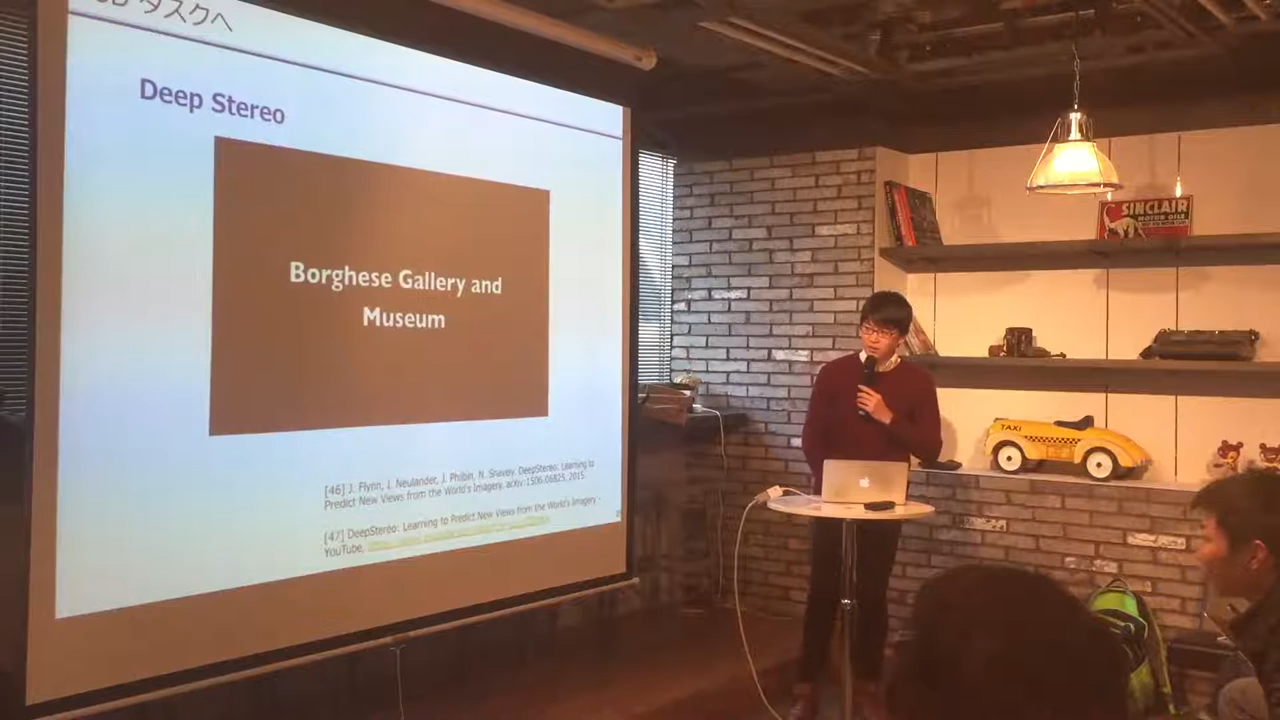 タスクへ
Deep Stereo
Borghese Gallery and
Museum
[46] J. Flynn, I. Neulander, J. Philbin, N. Snavely. DeepStereo: Learning to
Predict New Views from the World's Imagery. arxiv:1506.06825, 2015.
[47] DeepStereo: Learning to Predict New Views from the World's Imagery -
YouTube,
SINCLAIR
MOTOR OILS
TAXI